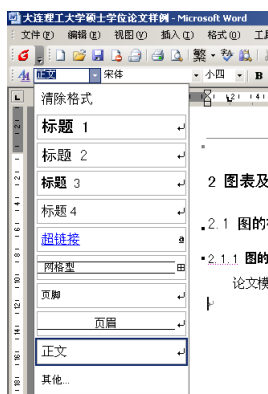 大连理工大学硕士学位论文样例 - Microsoft Word
文件(F) 编辑(E) 视图(V) 插入(I) 格式(O) 工具
繁
正文 宋体 小四 B
清除格式
标题 1
标题 2
标题 3
标题 4
超链接 a
网格型
页脚
页眉
正文
其他...
2 图表及
2.1 图的
2.1.1 图的
论文模